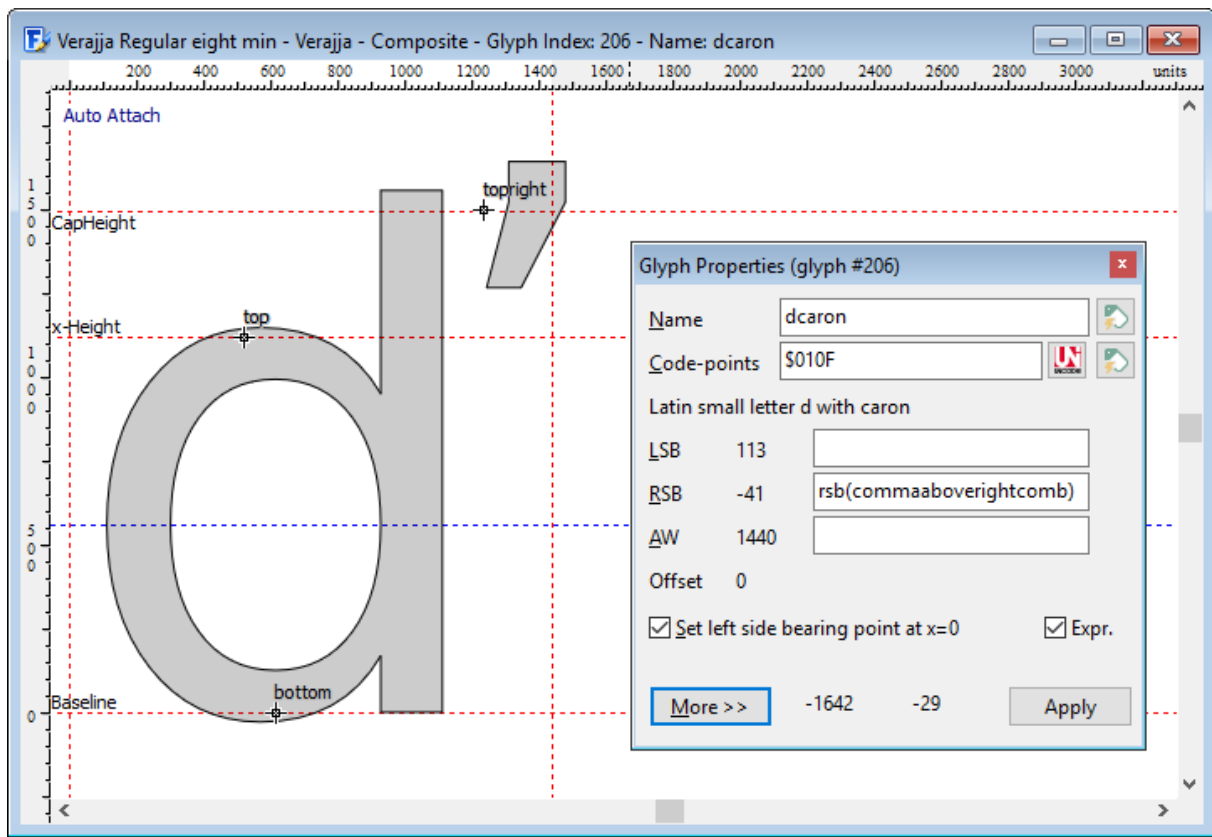 Verajja Regular eight min - Verajja - Composite - Glyph Index: 206 - Name: dcaron
200 400 600 800 1000 1200 1400 1600 1800 2000 2200 2400 2600 2800 3000 units
Auto Attach
1500
topright
CapHeight
top
x-Height
1000
500
bottom
Baseline
0
Glyph Properties (glyph #206)
Name dcaron
Code-points $010F
UN
UNICODE
Latin small letter d with caron
LSB 113
RSB -41 rsb(commaaboverightcomb)
AW 1440
Offset 0
Set left side bearing point at x=0 Expr.
More >> -1642 -29 Apply